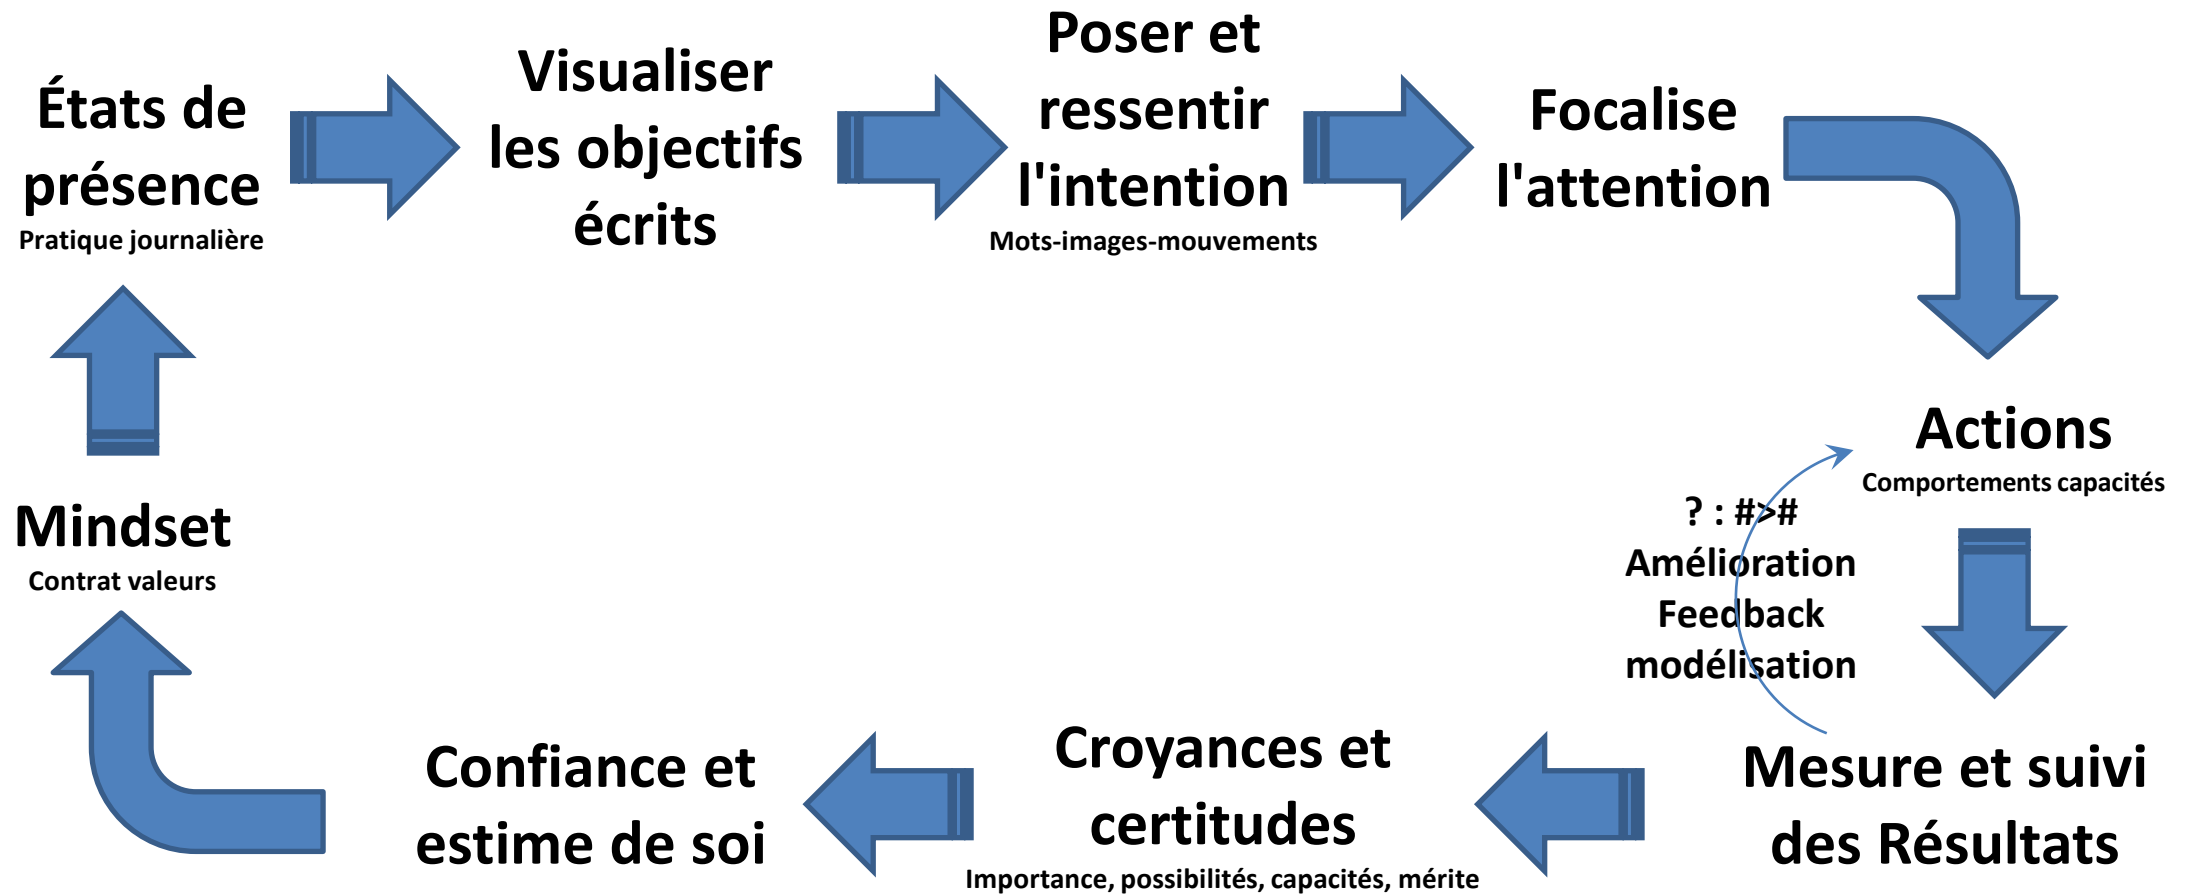 États de
présence
Pratique journalière
Visualiser
les objectifs
écrits
Poser et
ressentir
l'intention
Mots-images-mouvements
Focalise
l'attention
Actions
Comportements capacités
? : #>#
Amélioration
Feedback
modélisation
Mesure et suivi
des Résultats
Croyances et
certitudes
Importance, possibilités, capacités, mérite
Confiance et
estime de soi
Mindset
Contrat valeurs